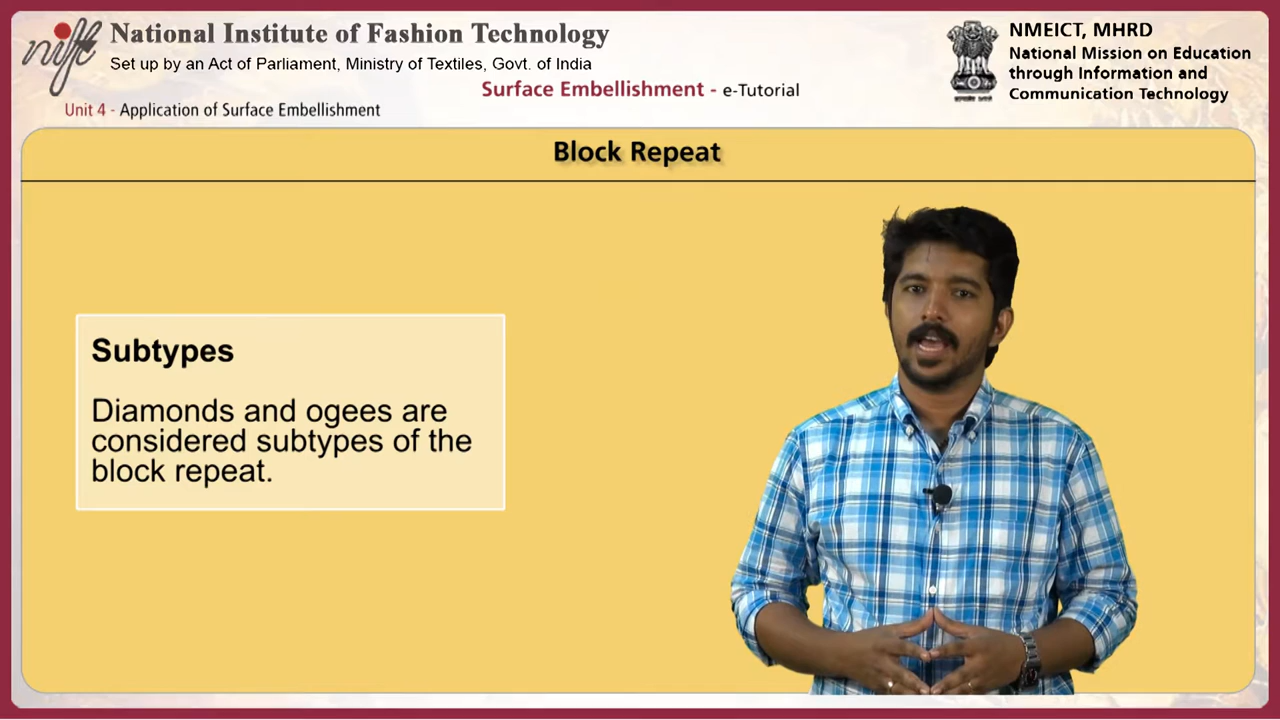 nift
National Institute of Fashion Technology
Set up by an Act of Parliament, Ministry of Textiles, Govt. of India
Surface Embellishment - e-Tutorial
Unit 4 - Application of Surface Embellishment
NMEICT, MHRD
National Mission on Education
through Information and
Communication Technology
Block Repeat
Subtypes
Diamonds and ogees are
considered subtypes of the
block repeat.